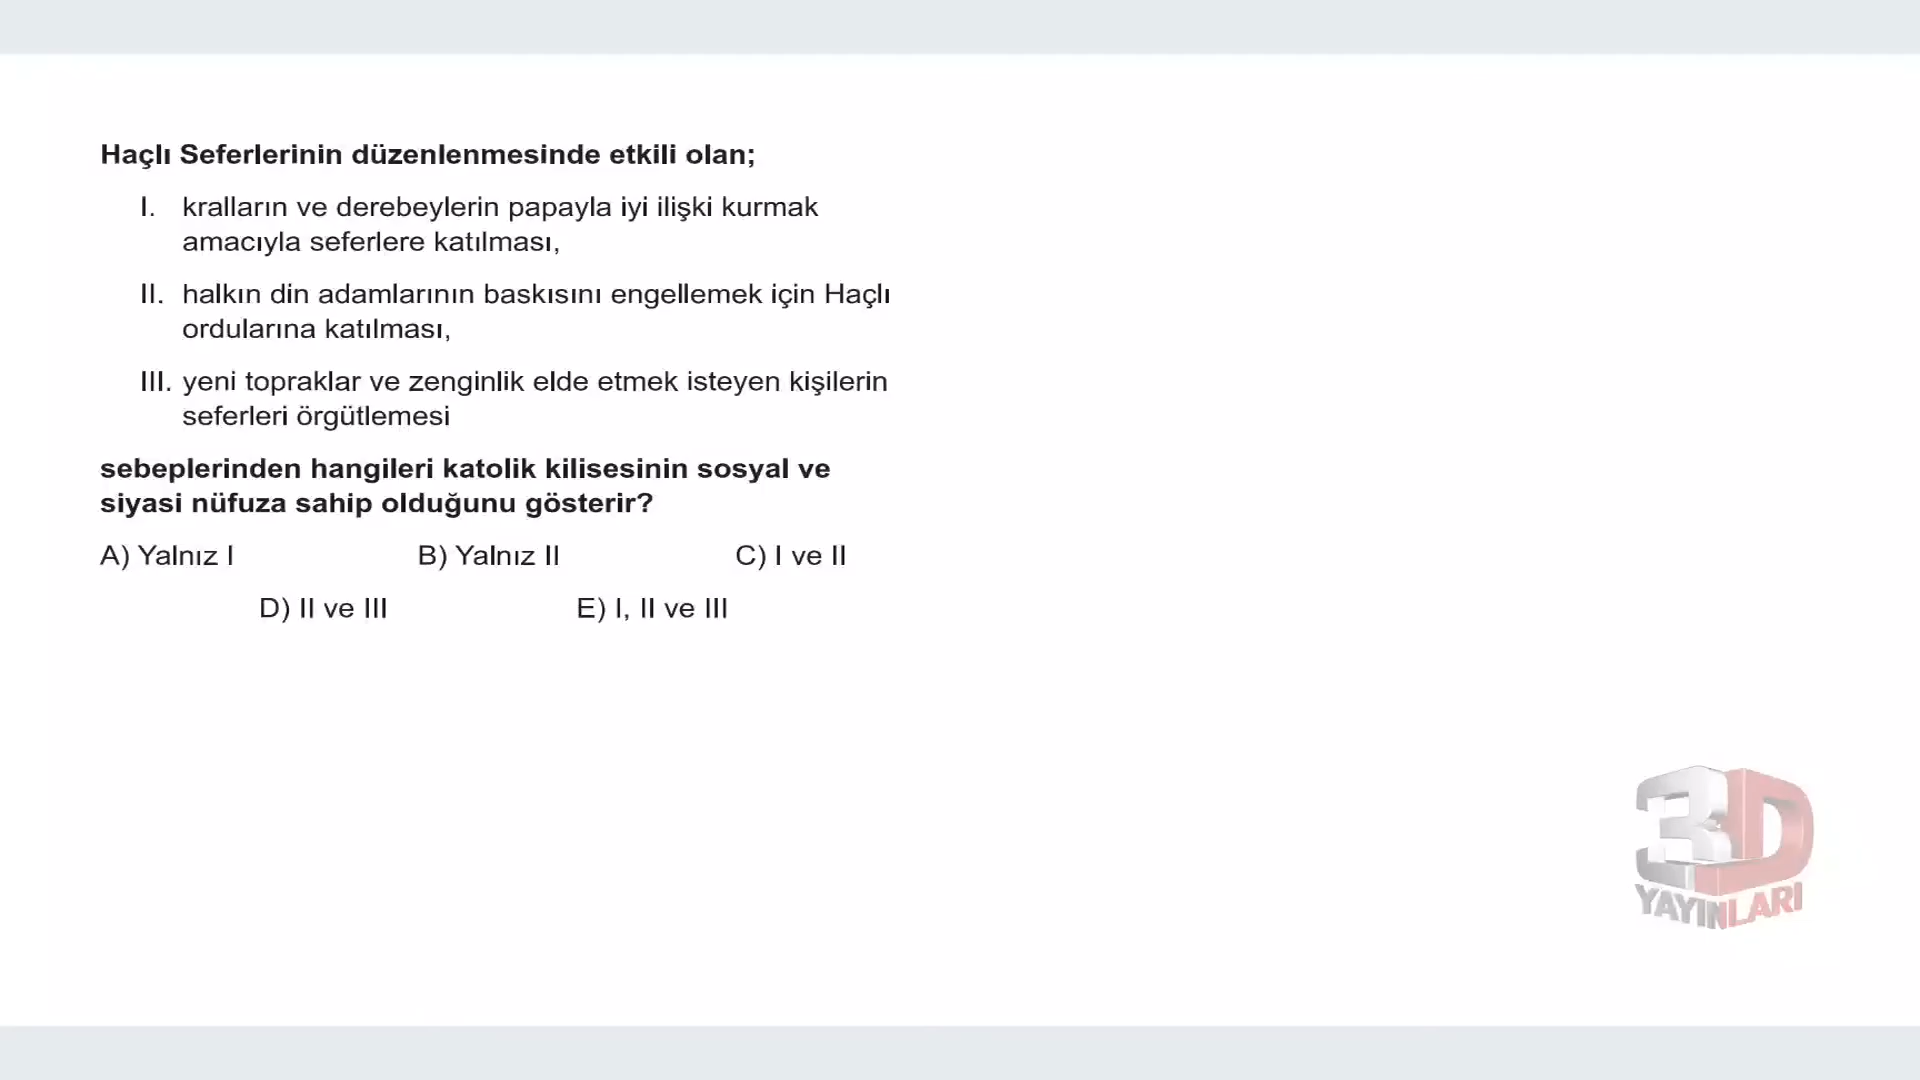 Haçlı Seferlerinin düzenlenmesinde etkili olan;
I. kralların ve derebeylerin papayla iyi ilişki kurmak
amacıyla seferlere katılması,
II. halkın din adamlarının baskısını engellemek için Haçlı
ordularına katılması,
III. yeni topraklar ve zenginlik elde etmek isteyen kişilerin
seferleri örgütlemesi
sebeplerinden hangileri katolik kilisesinin sosyal ve
siyasi nüfuza sahip olduğunu gösterir?
A) Yalnız I B) Yalnız II C) I ve II
D) II ve III E) I, II ve III
3D
YAYINLARI